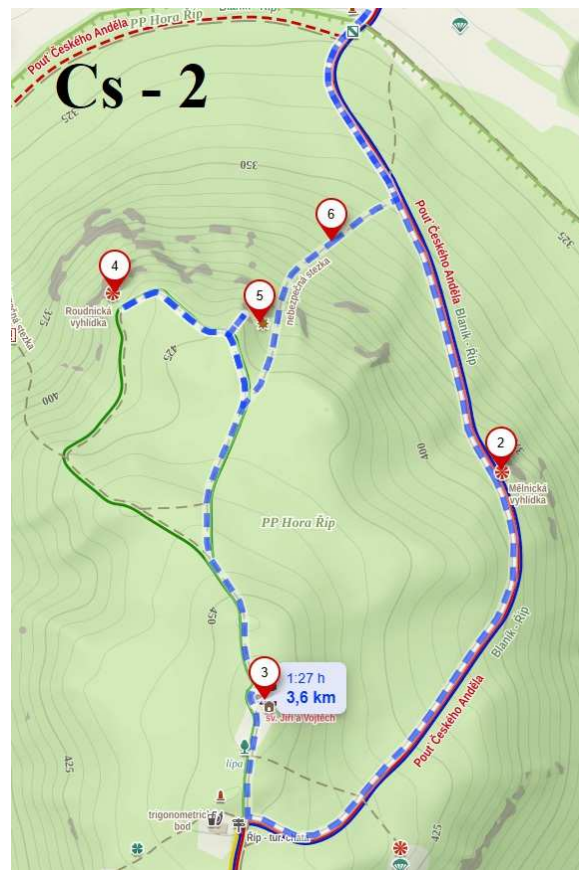 Pouť Českého Anděla
PP Hora Říp
Cs - 2
325
350
325
6
4
Roudnická
vyhlídka
5
nebezpečná stezka
Pouť Českého Anděla
Blaník - Říp
375
425
400
400
2
Mělnická
vyhlídka
PP Hora Říp
450
3
1:27 h
3,6 km
sv. Jiří a Vojtěch
Blaník - Říp
Pouť Českého Anděla
lípa
425
trigonometrický
bod
Říp - tur. chata
425